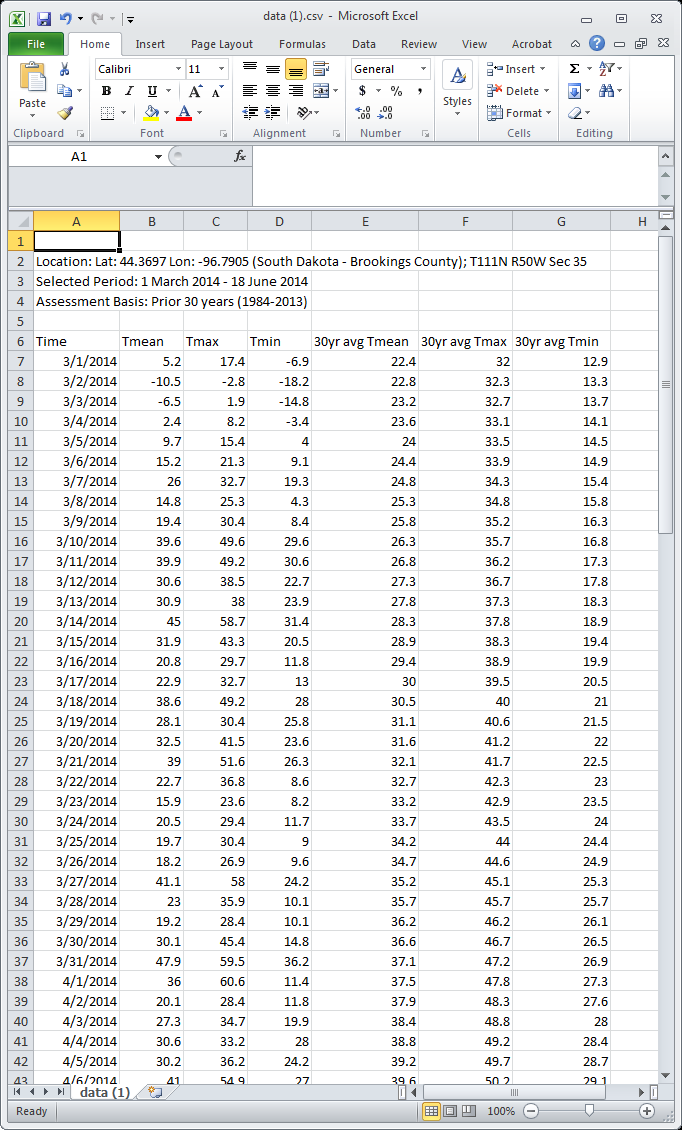 data (1).csv - Microsoft Excel
File Home Insert Page Layout Formulas Data Review View Acrobat
Paste
Calibri 11
B I U
General
$ % ,
Styles
Insert
Delete
Format
Σ
Clipboard Font Alignment Number Cells Editing
A1 fx
A B C D E F G H
1
2 Location: Lat: 44.3697 Lon: -96.7905 (South Dakota - Brookings County); T111N R50W Sec 35
3 Selected Period: 1 March 2014 - 18 June 2014
4 Assessment Basis: Prior 30 years (1984-2013)
5
6 Time Tmean Tmax Tmin 30yr avg Tmean 30yr avg Tmax 30yr avg Tmin
7 3/1/2014 5.2 17.4 -6.9 22.4 32 12.9
8 3/2/2014 -10.5 -2.8 -18.2 22.8 32.3 13.3
9 3/3/2014 -6.5 1.9 -14.8 23.2 32.7 13.7
10 3/4/2014 2.4 8.2 -3.4 23.6 33.1 14.1
11 3/5/2014 9.7 15.4 4 24 33.5 14.5
12 3/6/2014 15.2 21.3 9.1 24.4 33.9 14.9
13 3/7/2014 26 32.7 19.3 24.8 34.3 15.4
14 3/8/2014 14.8 25.3 4.3 25.3 34.8 15.8
15 3/9/2014 19.4 30.4 8.4 25.8 35.2 16.3
16 3/10/2014 39.6 49.6 29.6 26.3 35.7 16.8
17 3/11/2014 39.9 49.2 30.6 26.8 36.2 17.3
18 3/12/2014 30.6 38.5 22.7 27.3 36.7 17.8
19 3/13/2014 30.9 38 23.9 27.8 37.3 18.3
20 3/14/2014 45 58.7 31.4 28.3 37.8 18.9
21 3/15/2014 31.9 43.3 20.5 28.9 38.3 19.4
22 3/16/2014 20.8 29.7 11.8 29.4 38.9 19.9
23 3/17/2014 22.9 32.7 13 30 39.5 20.5
24 3/18/2014 38.6 49.2 28 30.5 40 21
25 3/19/2014 28.1 30.4 25.8 31.1 40.6 21.5
26 3/20/2014 32.5 41.5 23.6 31.6 41.2 22
27 3/21/2014 39 51.6 26.3 32.1 41.7 22.5
28 3/22/2014 22.7 36.8 8.6 32.7 42.3 23
29 3/23/2014 15.9 23.6 8.2 33.2 42.9 23.5
30 3/24/2014 20.5 29.4 11.7 33.7 43.5 24
31 3/25/2014 19.7 30.4 9 34.2 44 24.4
32 3/26/2014 18.2 26.9 9.6 34.7 44.6 24.9
33 3/27/2014 41.1 58 24.2 35.2 45.1 25.3
34 3/28/2014 23 35.9 10.1 35.7 45.7 25.7
35 3/29/2014 19.2 28.4 10.1 36.2 46.2 26.1
36 3/30/2014 30.1 45.4 14.8 36.6 46.7 26.5
37 3/31/2014 47.9 59.5 36.2 37.1 47.2 26.9
38 4/1/2014 36 60.6 11.4 37.5 47.8 27.3
39 4/2/2014 20.1 28.4 11.8 37.9 48.3 27.6
40 4/3/2014 27.3 34.7 19.9 38.4 48.8 28
41 4/4/2014 30.6 33.2 28 38.8 49.2 28.4
42 4/5/2014 30.2 36.2 24.2 39.2 49.7 28.7
43 4/6/2014 41 54.9 27 39.6 50.2 29.1
data (1)
Ready 100%